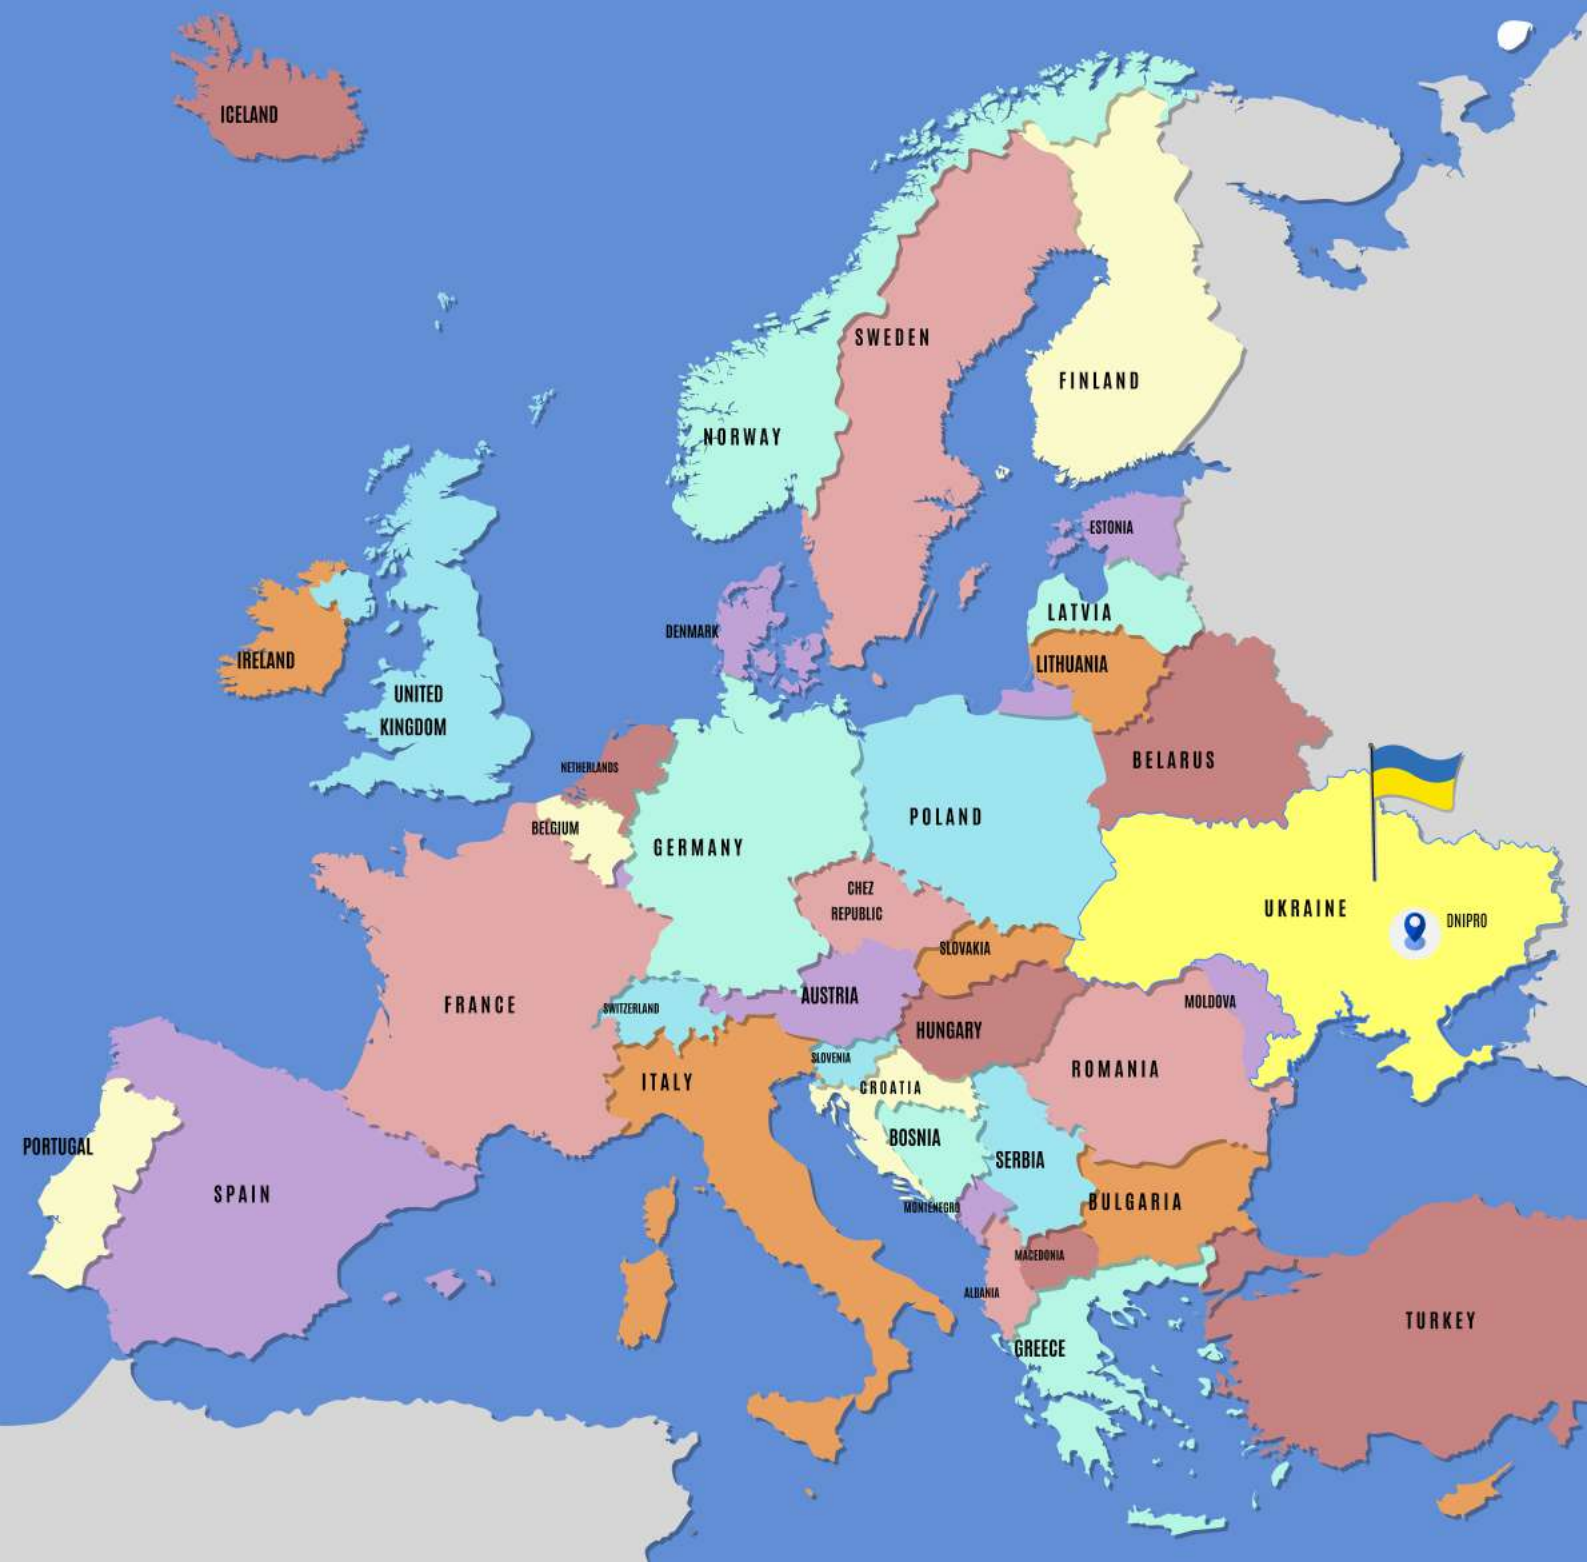 ICELAND
SWEDEN
FINLAND
NORWAY
ESTONIA
LATVIA
DENMARK
LITHUANIA
IRELAND
UNITED
KINGDOM
NETHERLANDS
BELARUS
BELGIUM
POLAND
GERMANY
CHEZ
REPUBLIC
UKRAINE
DNIPRO
SLOVAKIA
AUSTRIA
MOLDOVA
FRANCE
SWITZERLAND
HUNGARY
SLOVENIA
ROMANIA
ITALY
CROATIA
BOSNIA
PORTUGAL
SERBIA
SPAIN
BULGARIA
MONTENEGRO
MACEDONIA
ALBANIA
TURKEY
GREECE